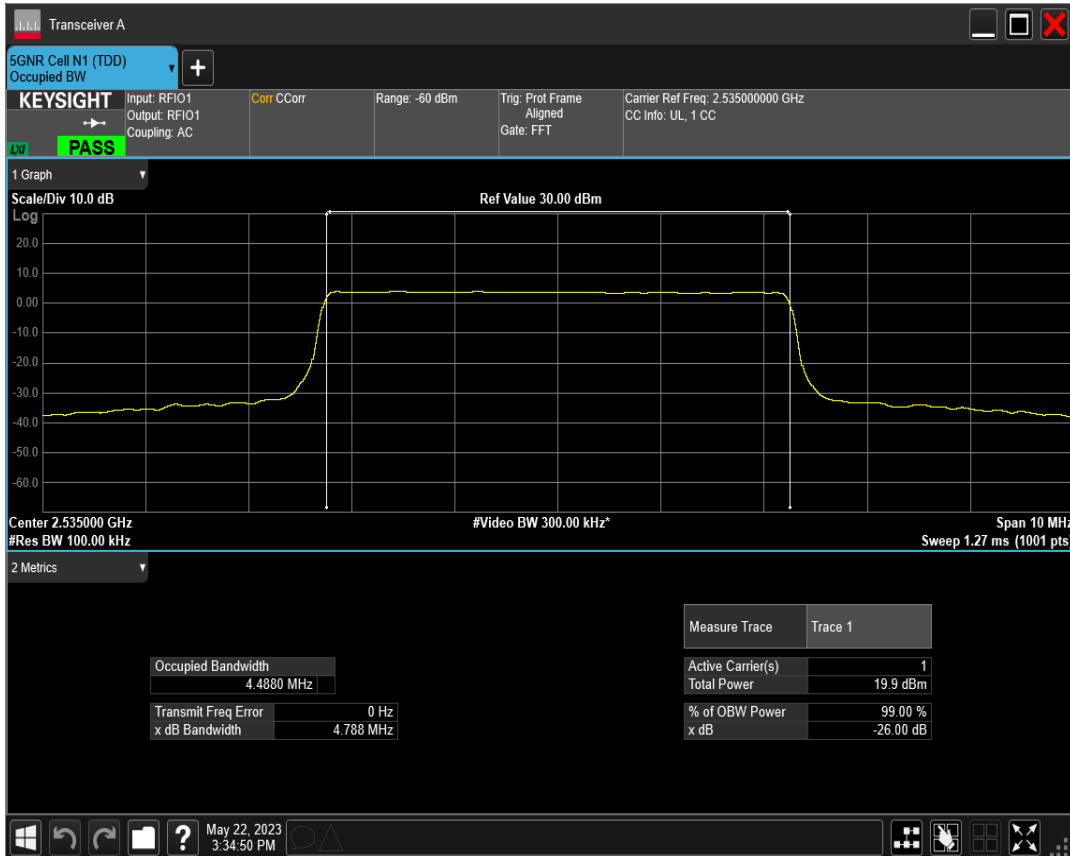 Transceiver A
5GNR Cell N1 (TDD)
Occupied BW
+
KEYSIGHT
LXI
PASS
Input: RFIO1
Output: RFIO1
Coupling: AC
Corr CCorr
Range: -60 dBm
Trig: Prot Frame
Aligned
Gate: FFT
Carrier Ref Freq: 2.535000000 GHz
CC Info: UL, 1 CC
1 Graph
Scale/Div 10.0 dB
Ref Value 30.00 dBm
Log
20.0
10.0
0.00
-10.0
-20.0
-30.0
-40.0
-50.0
-60.0
Center 2.535000 GHz
#Video BW 300.00 kHz*
Span 10 MHz
#Res BW 100.00 kHz
Sweep 1.27 ms (1001 pts)
2 Metrics
Measure Trace Trace 1
Occupied Bandwidth
4.4880 MHz
Active Carrier(s) 1
Total Power 19.9 dBm
Transmit Freq Error 0 Hz
x dB Bandwidth 4.788 MHz
% of OBW Power 99.00 %
x dB -26.00 dB
?
May 22, 2023
3:34:50 PM